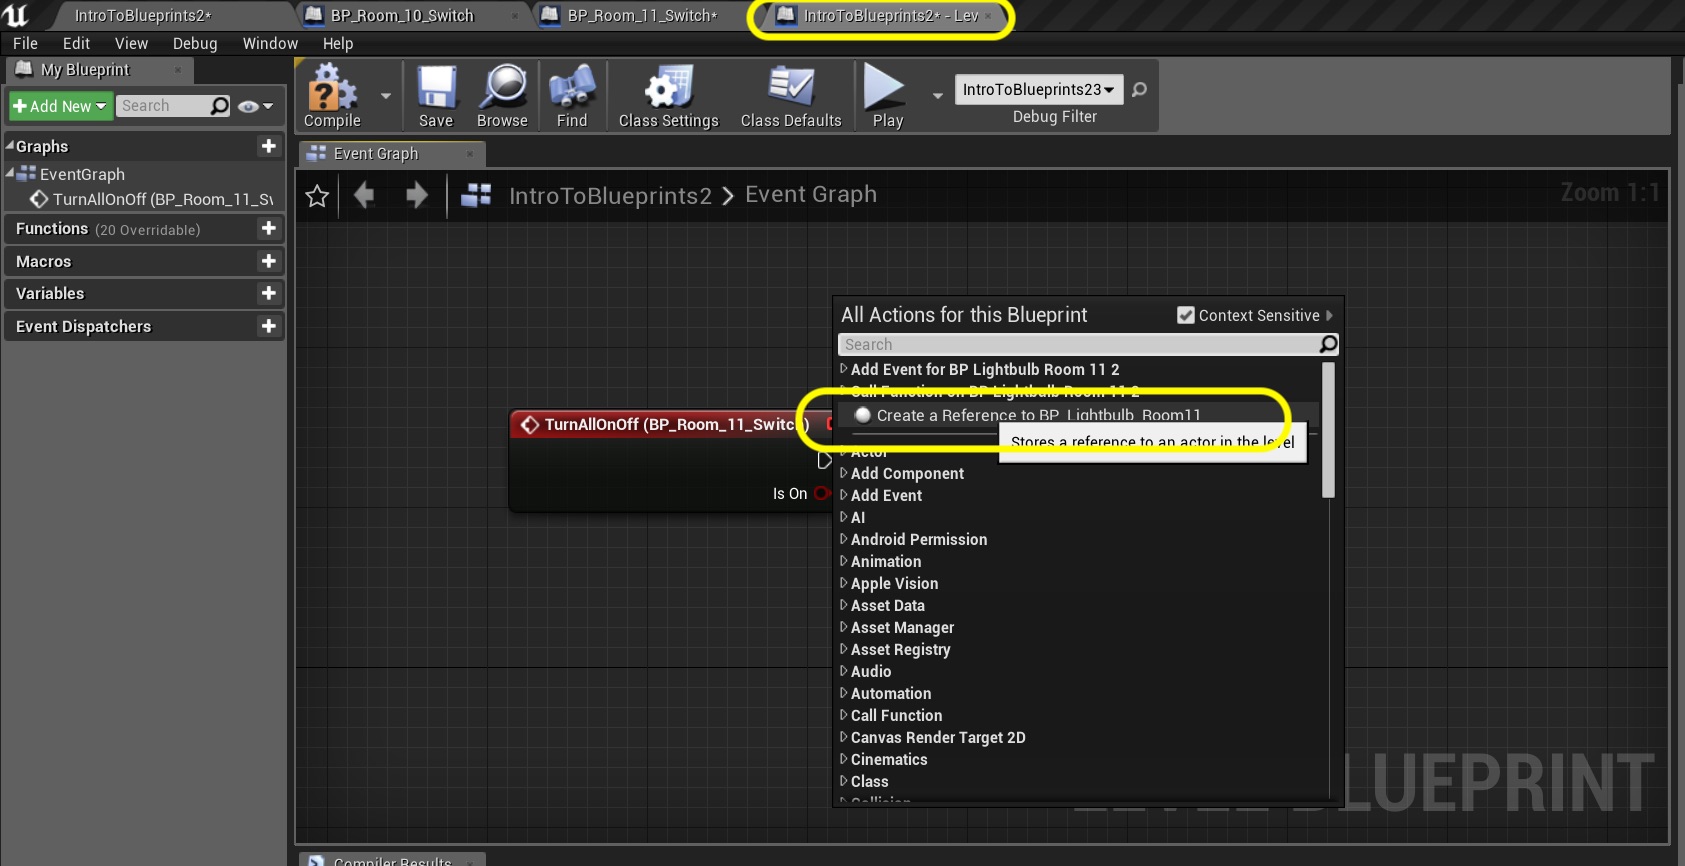 IntroToBlueprints2*
BP_Room_10_Switch
BP_Room_11_Switch*
IntroToBlueprints2* - Lev
File Edit View Debug Window Help
My Blueprint
Add New Search
Graphs
EventGraph
TurnAllOnOff (BP_Room_11_Sw
Functions (20 Overridable)
Macros
Variables
Event Dispatchers
Compile Save Browse Find Class Settings Class Defaults Play
IntroToBlueprints23
Debug Filter
Event Graph
IntroToBlueprints2 > Event Graph
Zoom 1:1
TurnAllOnOff (BP_Room_11_Switch)
Is On
All Actions for this Blueprint Context Sensitive
Search
Add Event for BP Lightbulb Room 11 2
Call Function on BP Lightbulb Room 11 2
Create a Reference to BP_Lightbulb_Room11
Stores a reference to an actor in the level
Actor
Add Component
Add Event
AI
Android Permission
Animation
Apple Vision
Asset Data
Asset Manager
Asset Registry
Audio
Automation
Call Function
Canvas Render Target 2D
Cinematics
Class
Collision
LEVEL BLUEPRINT
Compiler Results